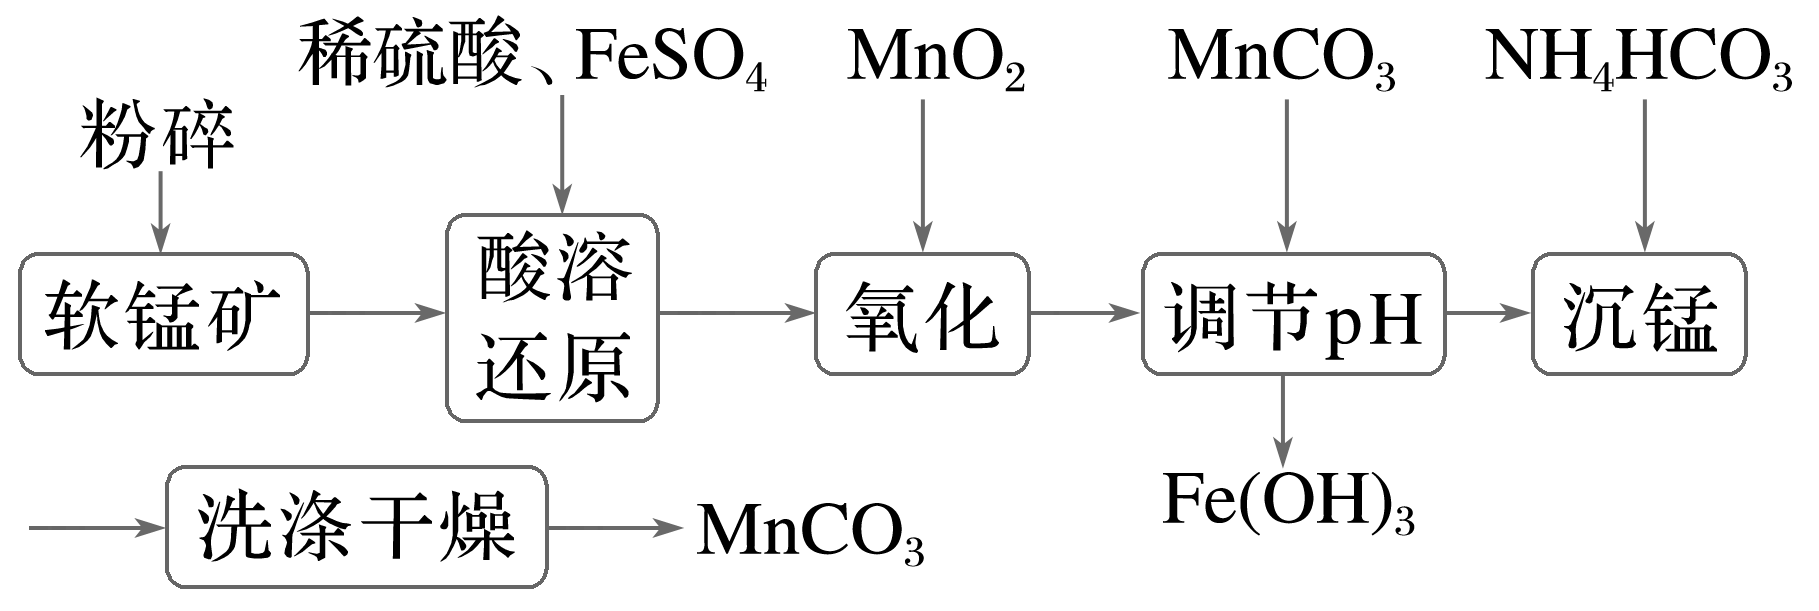 稀硫酸、FeSO₄
MnO₂
MnCO₃
NH₄HCO₃
粉碎
软锰矿
酸溶
还原
氧化
调节pH
沉锰
Fe(OH)₃
洗涤干燥
MnCO₃